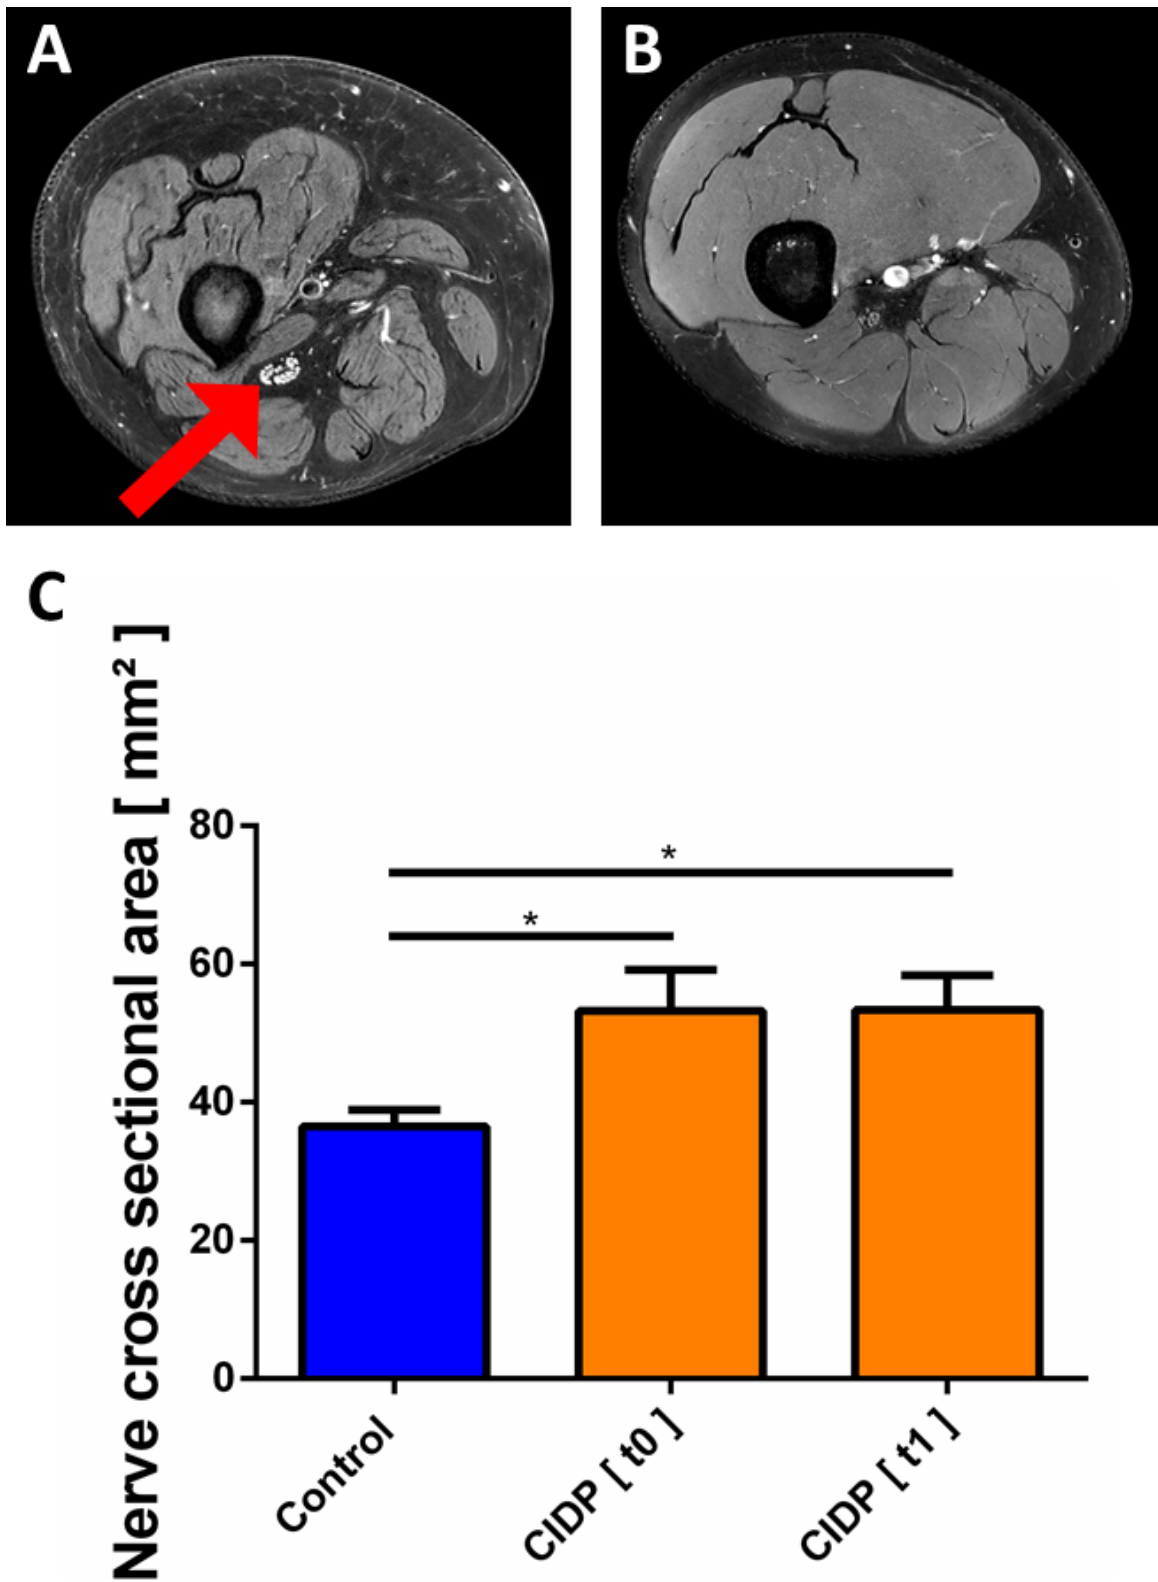 A
B
C
Nerve cross sectional area [ mm² ]
80
60
40
20
0
*
*
Control
CIDP [ t0 ]
CIDP [ t1 ]